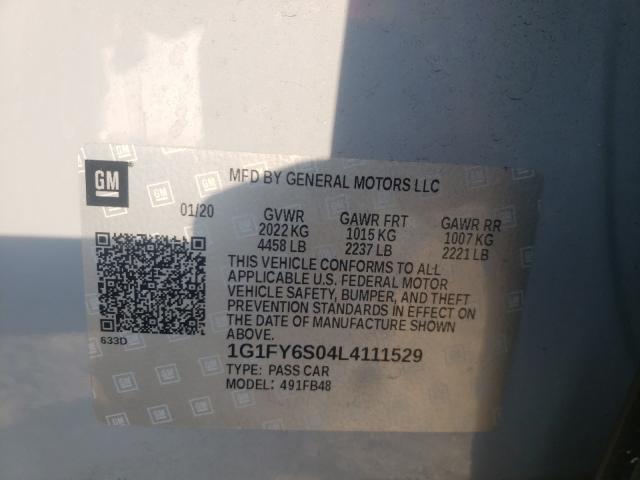 GM
MFD BY GENERAL MOTORS LLC
01/20 GVWR GAWR FRT GAWR RR
2022 KG 1015 KG 1007 KG
4458 LB 2237 LB 2221 LB
THIS VEHICLE CONFORMS TO ALL
APPLICABLE U.S. FEDERAL MOTOR
VEHICLE SAFETY, BUMPER, AND THEFT
PREVENTION STANDARDS IN EFFECT ON
THE DATE OF MANUFACTURE SHOWN
ABOVE.
633D
1G1FY6S04L4111529
TYPE: PASS CAR
MODEL: 491FB48